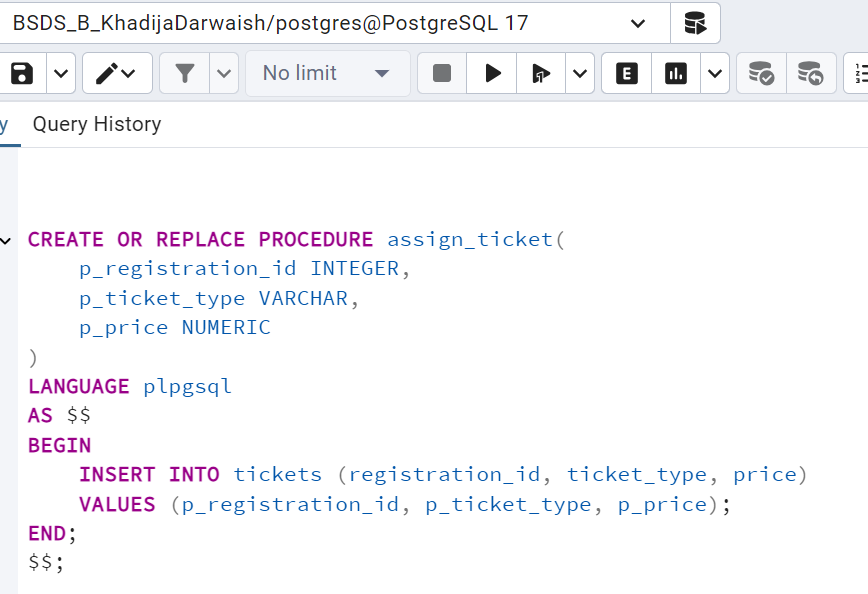 BSDS_B_KhadijaDarwaish/postgres@PostgreSQL 17
No limit
E
y Query History
CREATE OR REPLACE PROCEDURE assign_ticket(
    p_registration_id INTEGER,
    p_ticket_type VARCHAR,
    p_price NUMERIC
)
LANGUAGE plpgsql
AS $$
BEGIN
    INSERT INTO tickets (registration_id, ticket_type, price)
    VALUES (p_registration_id, p_ticket_type, p_price);
END;
$$;